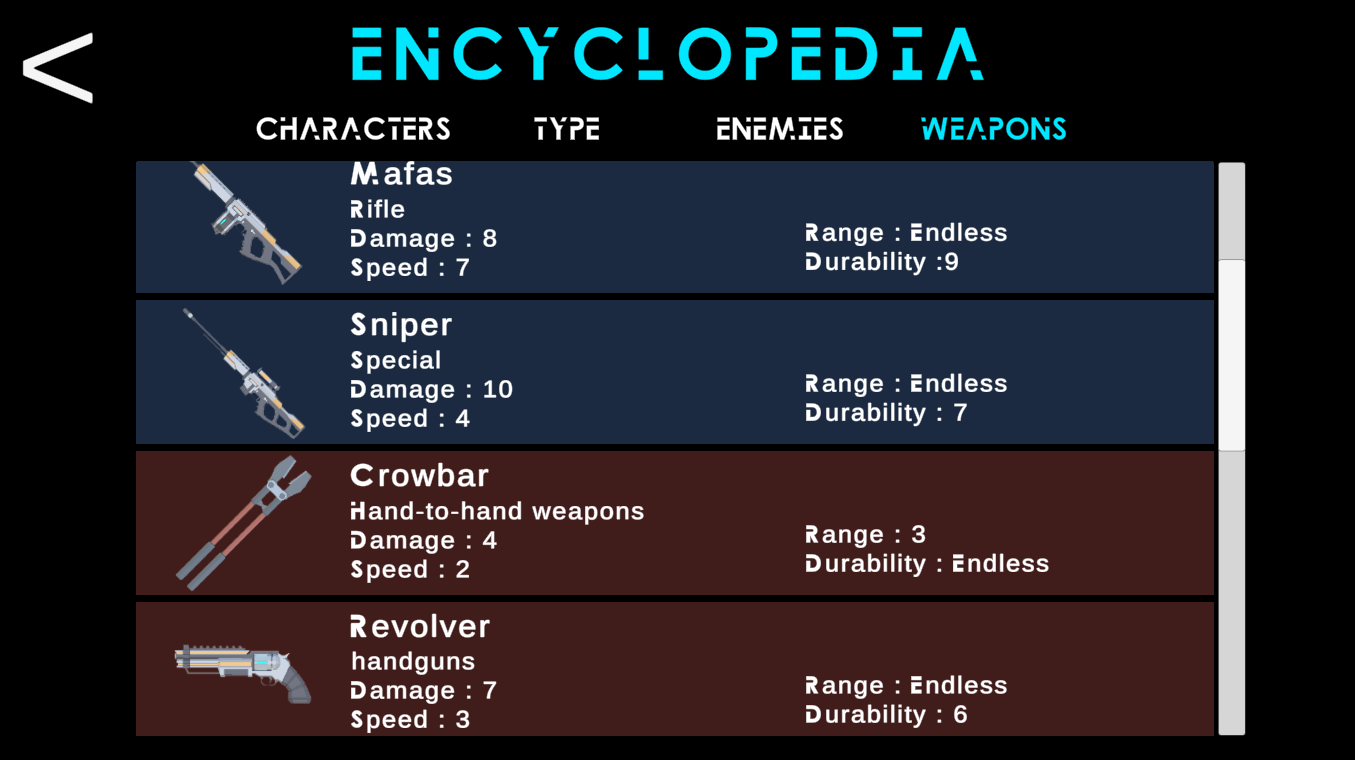 <
ENCYCLOPEDIA
CHARACTERS TYPE ENEMIES WEAPONS
Mafas
Rifle
Damage : 8
Speed : 7
Range : Endless
Durability :9
Sniper
Special
Damage : 10
Speed : 4
Range : Endless
Durability : 7
Crowbar
Hand-to-hand weapons
Damage : 4
Speed : 2
Range : 3
Durability : Endless
Revolver
handguns
Damage : 7
Speed : 3
Range : Endless
Durability : 6